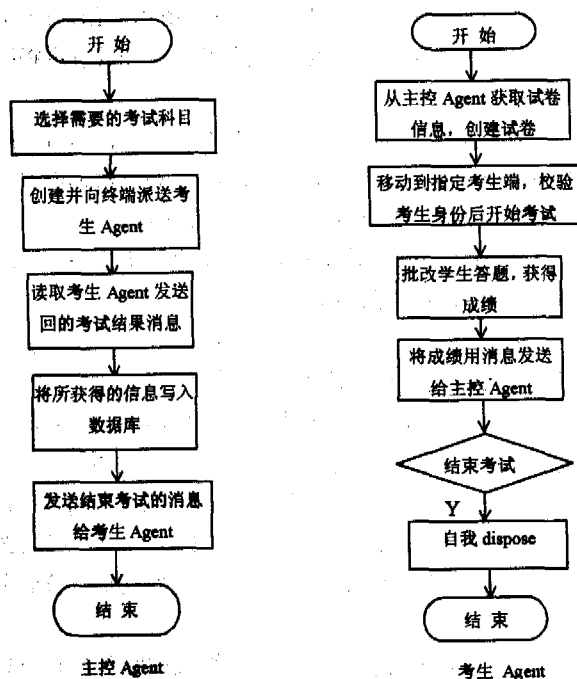 开 始
选择需要的考试科目
创建并向终端派送考
生 Agent
读取考生 Agent 发送
回的考试结果消息
将所获得的信息写入
数据库
发送结束考试的消息
给考生 Agent
结 束
主控 Agent
开 始
从主控 Agent 获取试卷
信息，创建试卷
移动到指定考生端，校验
考生身份后开始考试
批改学生答题，获得
成绩
将成绩用消息发送
给主控 Agent
结束考试
Y
自我 dispose
结 束
考生 Agent